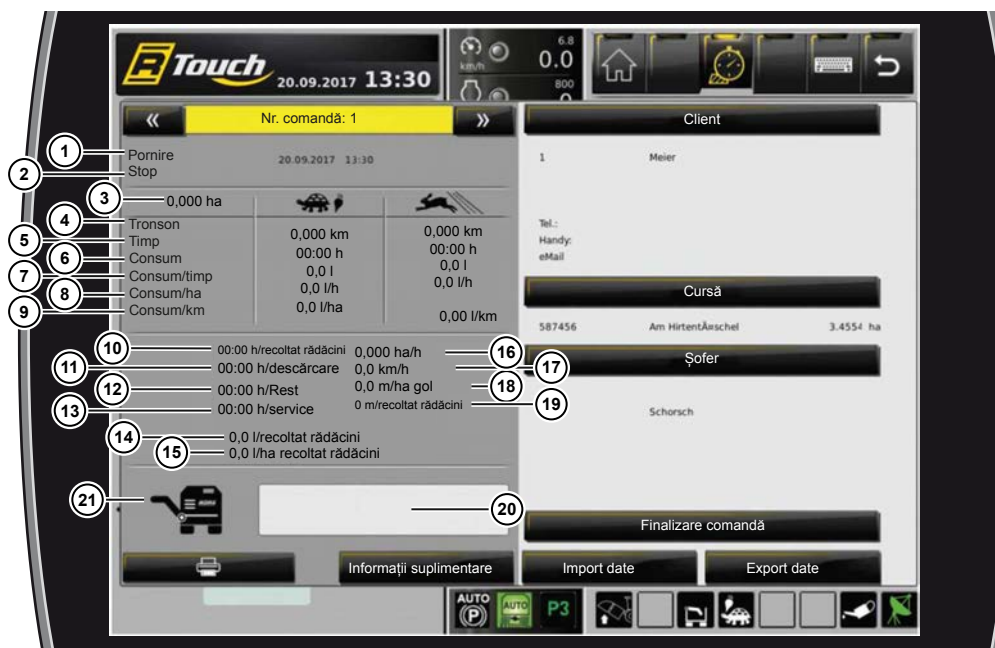 R Touch 20.09.2017 13:30
km/h 6.8
0.0
800
0
« Nr. comandă: 1 »
Client
1 Pornire 20.09.2017 13:30
2 Stop
1 Meier
3 0,000 ha
4 Tronson 0,000 km 0,000 km
5 Timp 00:00 h 00:00 h
6 Consum 0,0 l 0,0 l
7 Consum/timp 0,0 l/h 0,0 l/h
8 Consum/ha 0,0 l/ha
9 Consum/km 0,00 l/km
Tel.:
Handy:
eMail
Cursă
587456 Am HirtentÄ¤schel 3.4554 ha
Șofer
Schorsch
10 00:00 h/recoltat rădăcini 0,000 ha/h 16
11 00:00 h/descărcare 0,0 km/h 17
12 00:00 h/Rest 0,0 m/ha gol 18
13 00:00 h/service 0 m/recoltat rădăcini 19
14 0,0 l/recoltat rădăcini
15 0,0 l/ha recoltat rădăcini
21
20
Finalizare comandă
Informații suplimentare Import date Export date
AUTO (P) AUTO P3